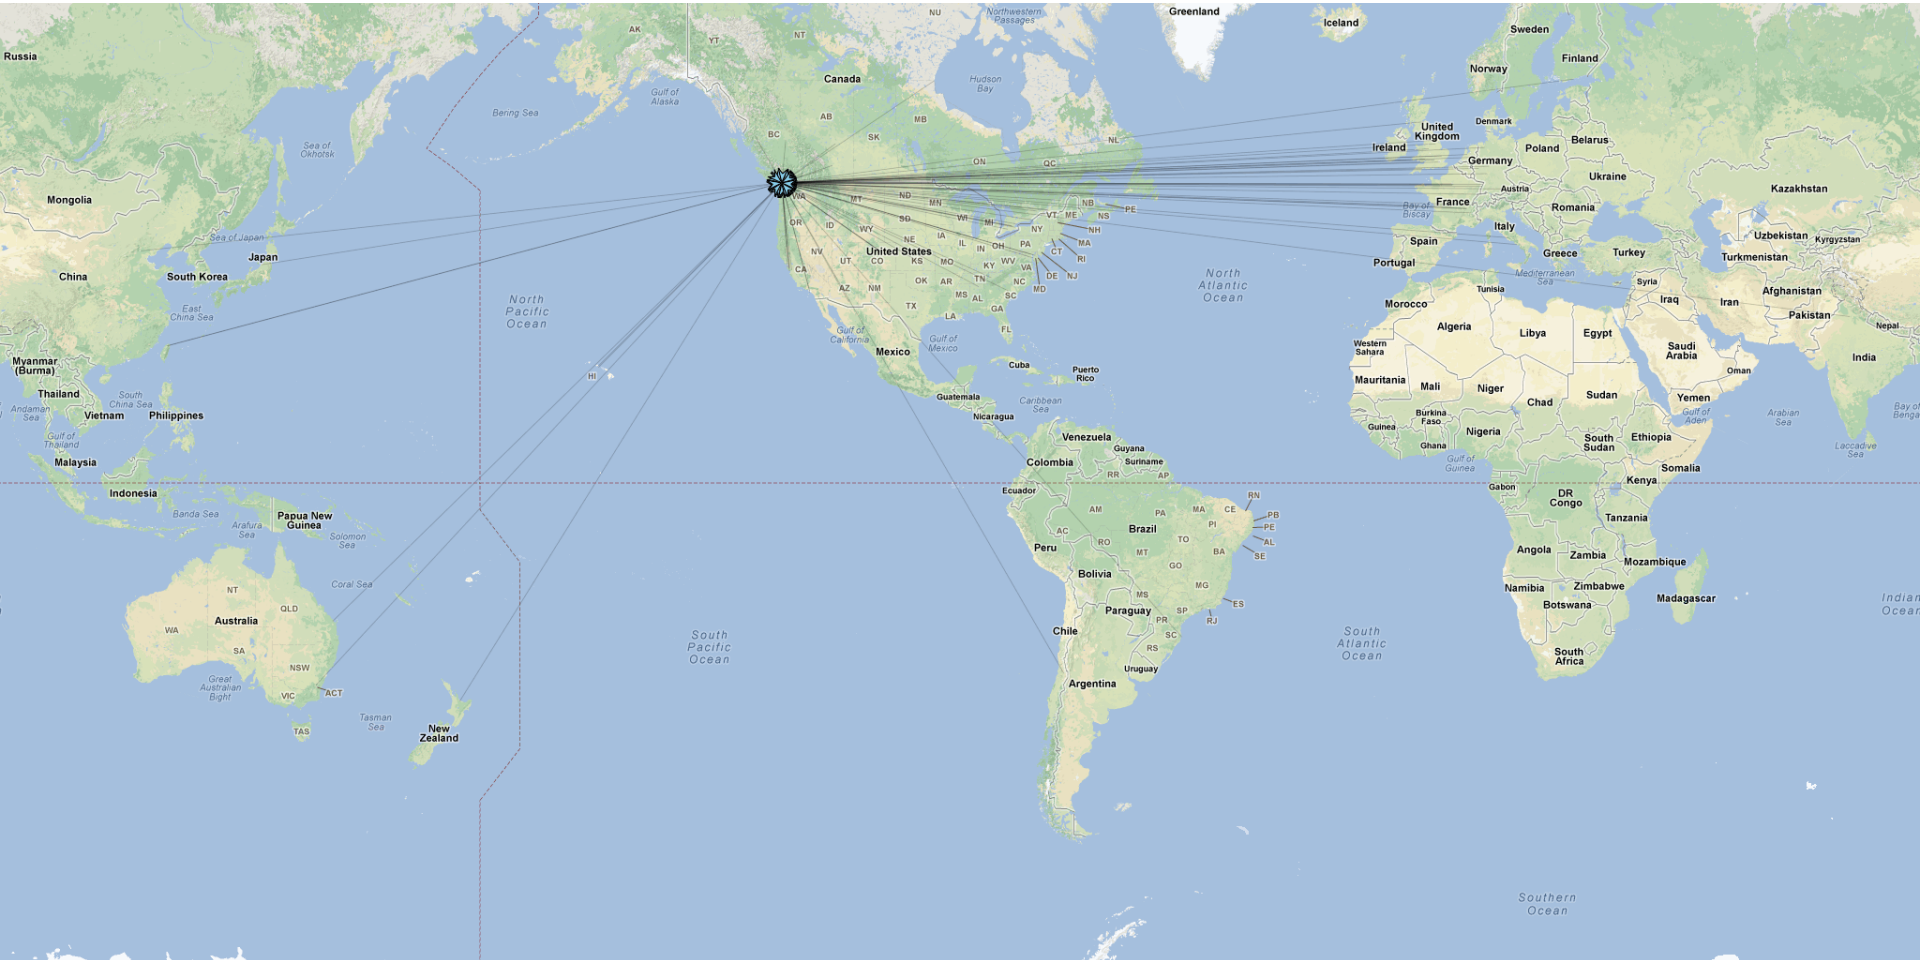 Greenland
NU
Northwestern
Passages
Iceland
Sweden
AK
YT
NT
Russia
Finland
Norway
Canada
Hudson
Bay
Gulf of
Alaska
Bering Sea
AB
MB
BC
SK
NL
Denmark
United
Kingdom
Ireland
Belarus
Poland
Sea of
Okhotsk
ON
QC
Germany
Ukraine
Austria
Kazakhstan
Mongolia
WA
MT
ND
MN
NB
PE
France
Romania
Bay of
Biscay
OR
ID
WY
SD
WI
MI
VT
ME
NS
NY
NH
Italy
Sea of Japan
NE
IA
IL
IN
OH
PA
CT
MA
Spain
Uzbekistan
Kyrgyzstan
Japan
NV
UT
United States
CO
KS
MO
KY
WV
VA
RI
Portugal
Greece
Turkey
Turkmenistan
China
South Korea
CA
AZ
NM
OK
AR
TN
NC
DE
NJ
MD
Mediterranean
Sea
Tunisia
Syria
Afghanistan
North
Pacific
Ocean
North
Atlantic
Ocean
TX
MS
AL
SC
GA
LA
FL
Morocco
Iraq
Iran
Pakistan
East
China Sea
Algeria
Libya
Egypt
Nepal
Gulf of
California
Gulf of
Mexico
Mexico
Western
Sahara
Saudi
Arabia
India
Myanmar
(Burma)
HI
Cuba
Puerto
Rico
Mauritania
Mali
Niger
Chad
Sudan
Oman
Yemen
Thailand
South
China Sea
Guatemala
Caribbean
Sea
Andaman
Sea
Vietnam
Philippines
Nicaragua
Burkina
Faso
Guinea
Ghana
Nigeria
Gulf of
Aden
Arabian
Sea
Bay of
Bengal
Gulf of
Thailand
Venezuela
Guyana
Suriname
South
Sudan
Ethiopia
Laccadive
Sea
Malaysia
Colombia
Gulf of
Guinea
Somalia
RR
AP
Kenya
Indonesia
Ecuador
Gabon
DR
Congo
RN
Banda Sea
Papua New
Guinea
AM
PA
MA
CE
PB
Tanzania
Arafura
Sea
Solomon
Sea
AC
RO
Brazil
PI
PE
TO
AL
Peru
MT
BA
SE
Angola
Zambia
Mozambique
GO
Bolivia
Coral Sea
NT
MG
Namibia
Zimbabwe
QLD
MS
ES
Botswana
Madagascar
Indian
Ocean
Paraguay
SP
RJ
Australia
WA
Chile
PR
SC
South
Pacific
Ocean
South
Atlantic
Ocean
SA
RS
South
Africa
NSW
Uruguay
Great
Australian
Bight
VIC
ACT
Argentina
Tasman
Sea
TAS
New
Zealand
Southern
Ocean